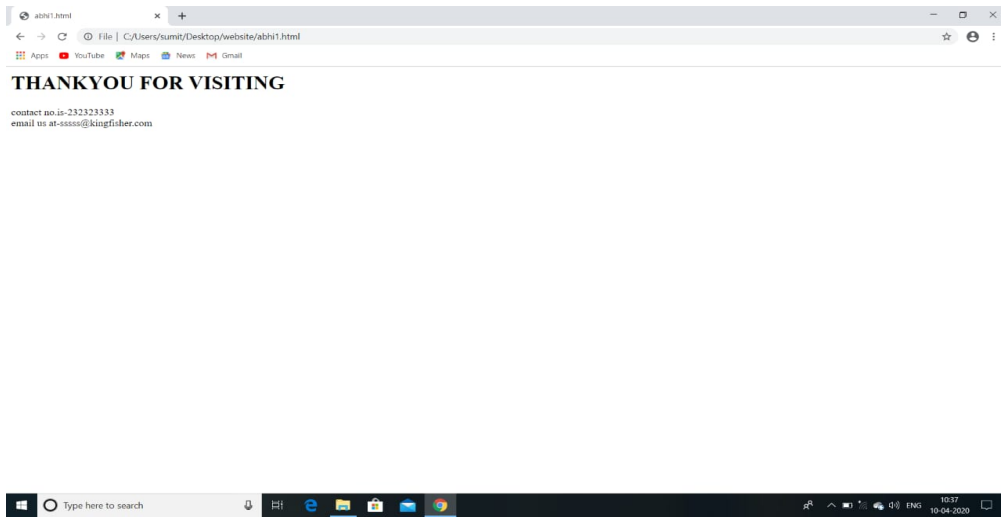 abhi1.html
File | C:/Users/sumit/Desktop/website/abhi1.html
Apps YouTube Maps News Gmail
THANKYOU FOR VISITING
contact no.is-232323333
email us at-sssss@kingfisher.com
Type here to search
ENG
10:37
10-04-2020